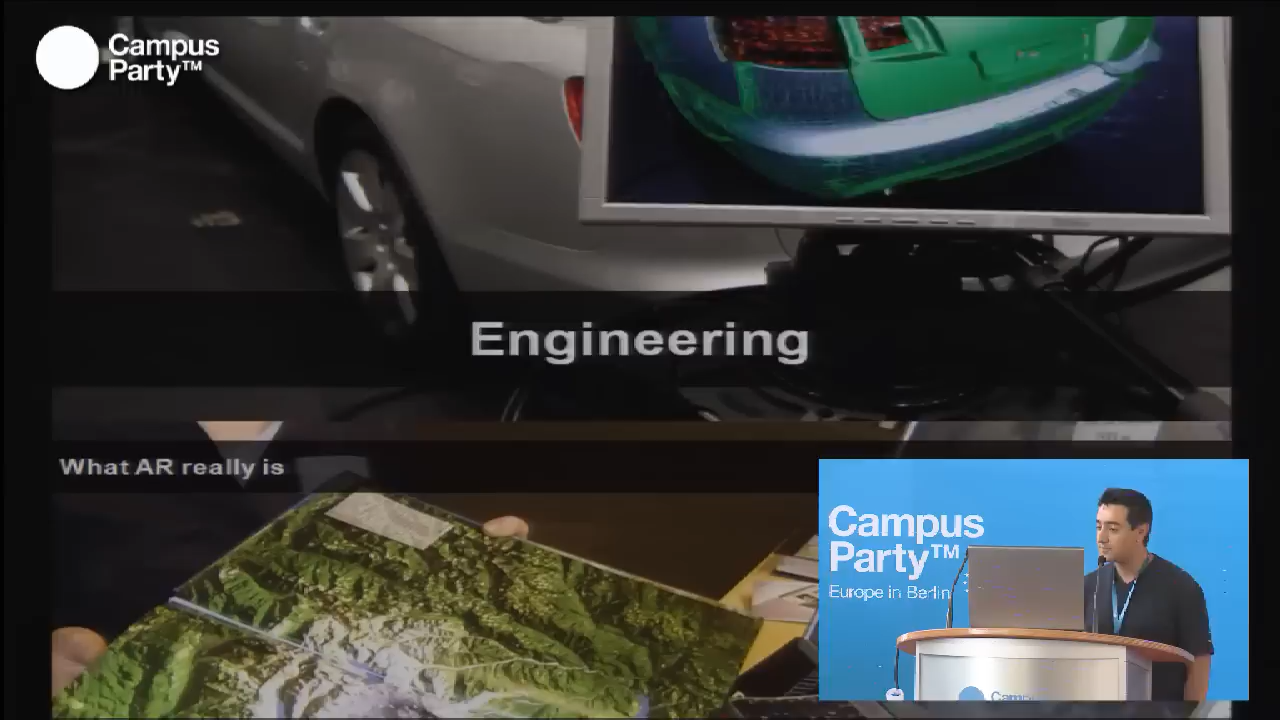 Campus
Party™
Engineering
What AR really is
Campus
Party™
Europe in Berlin